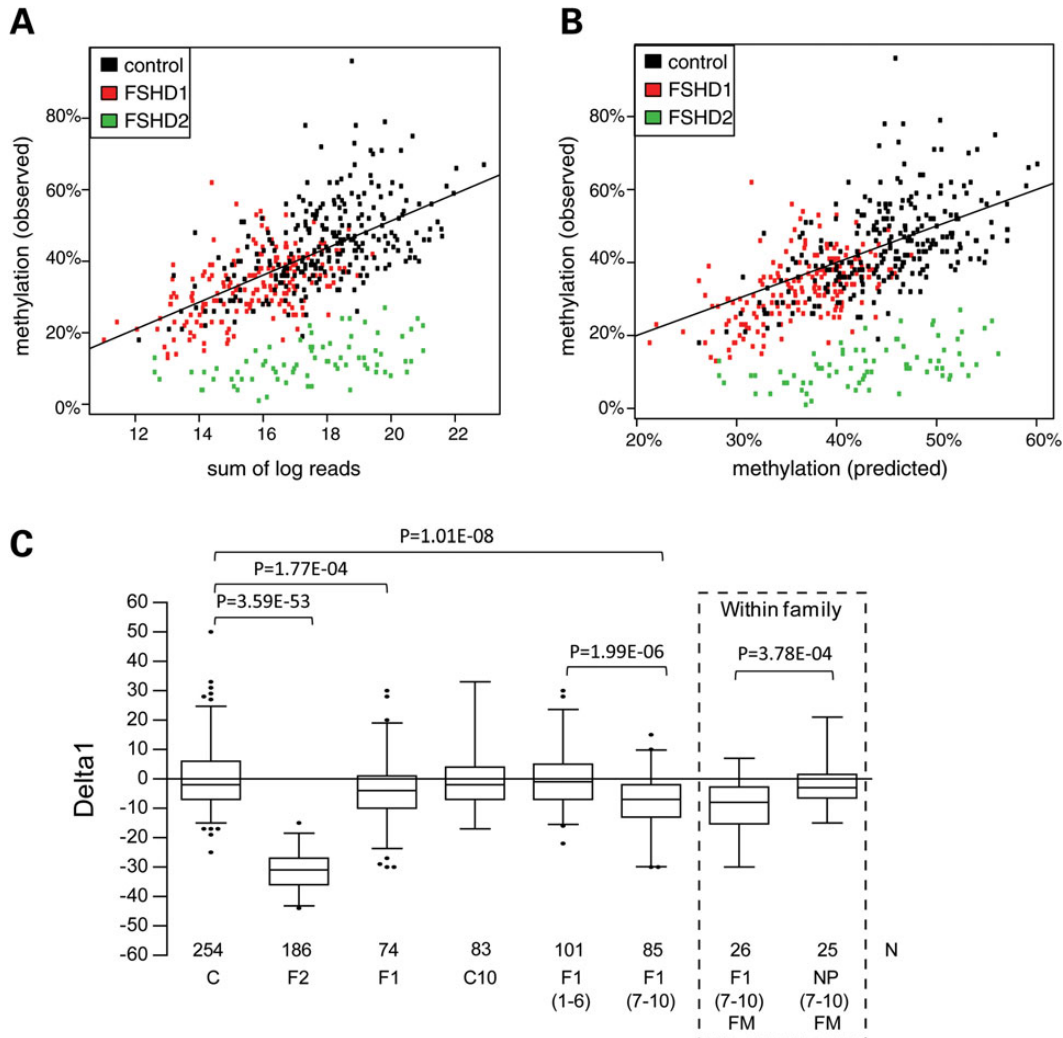 A
control
FSHD1
FSHD2
methylation (observed)
80%
60%
40%
20%
0%
12 14 16 18 20 22
sum of log reads
B
control
FSHD1
FSHD2
methylation (observed)
80%
60%
40%
20%
0%
20% 30% 40% 50% 60%
methylation (predicted)
C
P=1.01E-08
P=1.77E-04
P=3.59E-53
P=1.99E-06
Within family
P=3.78E-04
Delta1
60
50
40
30
20
10
0
-10
-20
-30
-40
-50
-60
254 186 74 83 101 85 26 25 N
C F2 F1 C10 F1 F1 F1 NP
(1-6) (7-10) (7-10) (7-10)
FM FM